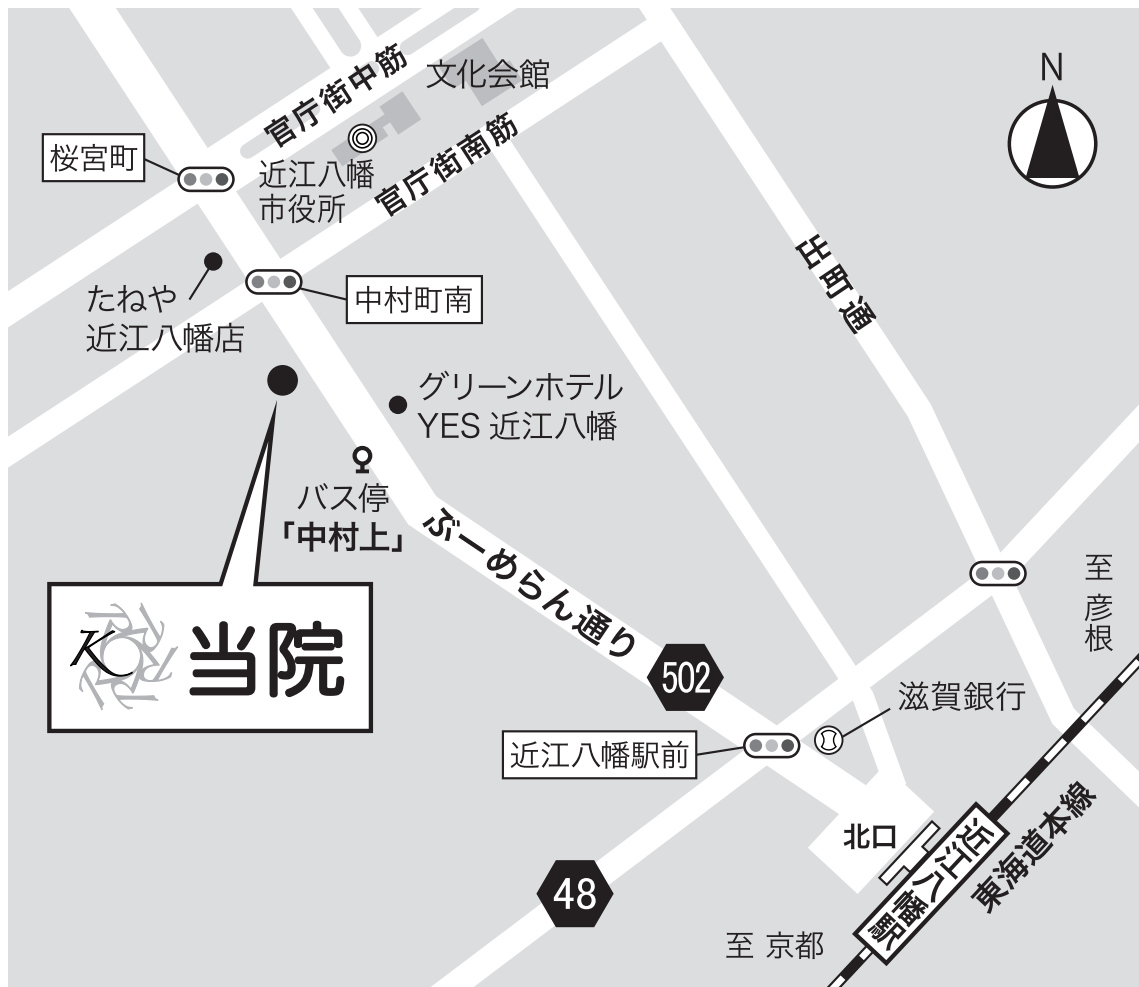 官庁街中筋
文化会館
N
桜宮町
近江八幡
市役所
官庁街南筋
出町通
たねや
近江八幡店
中村町南
グリーンホテル
YES 近江八幡
バス停
「中村上」
ぶーめらん通り
至 彦根
K
当院
502
滋賀銀行
近江八幡駅前
北口
近江八幡駅
東海道本線
48
至 京都